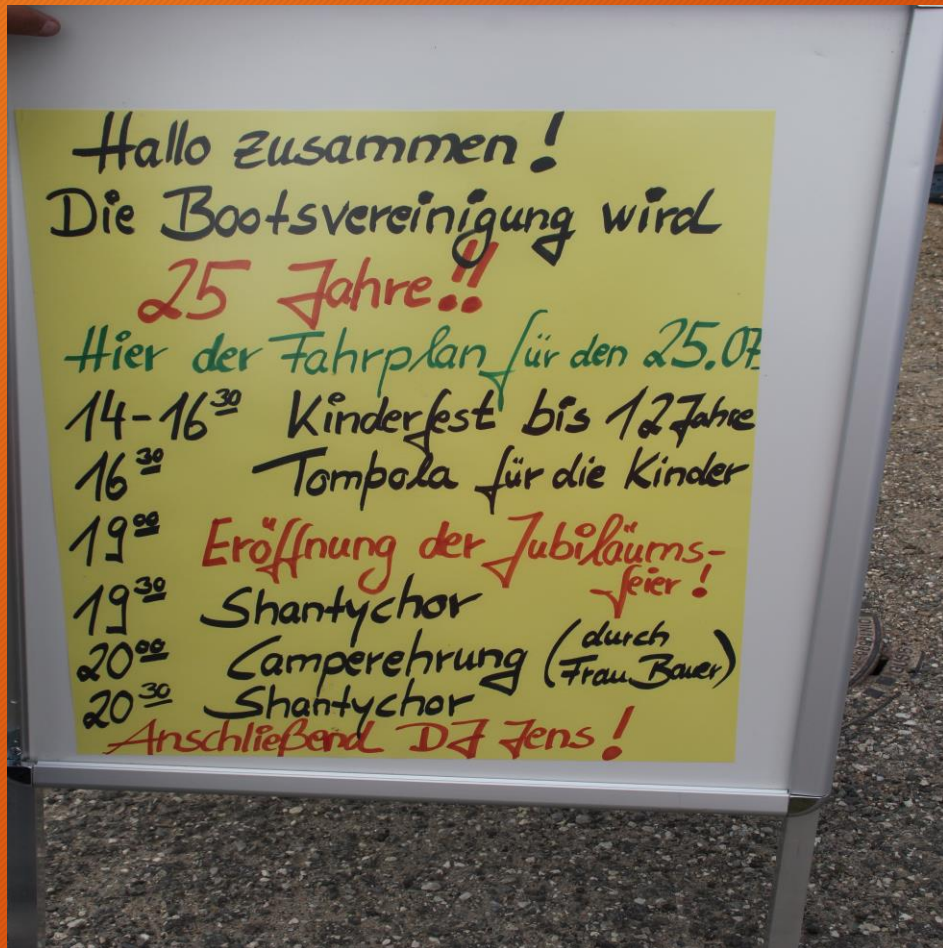 Hallo zusammen!
Die Bootsvereinigung wird
25 Jahre!!
Hier der Fahrplan für den 25.07.
14-16³⁰ Kinderfest bis 12 Jahre
16³⁰ Tombola für die Kinder
19⁰⁰ Eröffnung der Jubiläums-
feier!
19³⁰ Shantychor
20⁰⁰ Camperehrung (durch
Frau Bauer)
20³⁰ Shantychor
Anschließend DJ Jens!